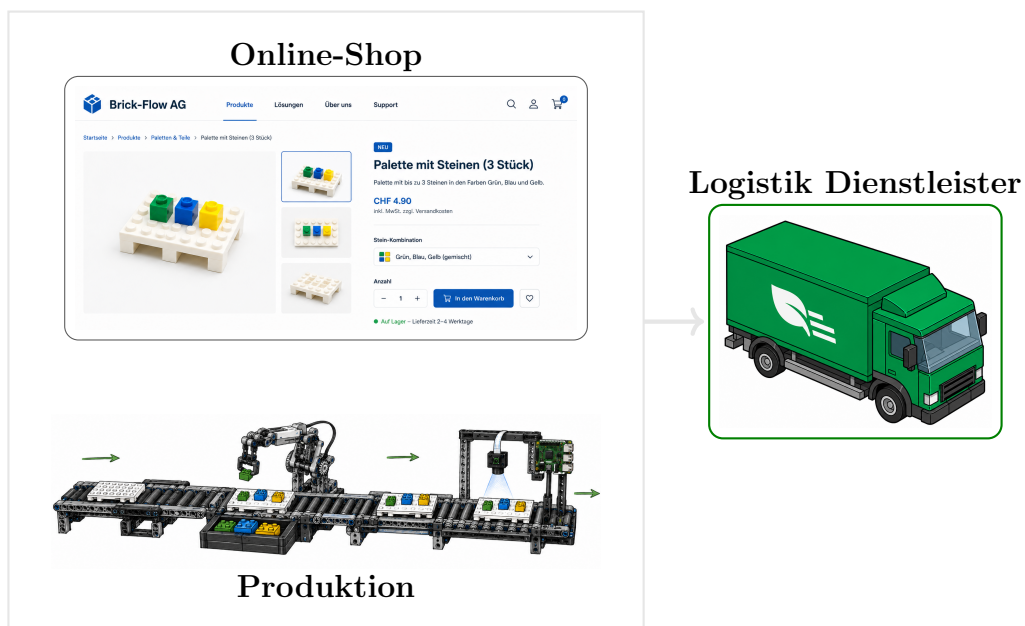 Online-Shop
Brick-Flow AG
Produkte
Lösungen
Über uns
Support
2
Startseite > Produkte > Paletten & Teile > Palette mit Steinen (3 Stück)
NEU
Palette mit Steinen (3 Stück)
Palette mit bis zu 3 Steinen in den Farben Grün, Blau und Gelb.
CHF 4.90
inkl. MwSt. zzgl. Versandkosten
Stein-Kombination
Grün, Blau, Gelb (gemischt)
Anzahl
− 1 +
In den Warenkorb
Auf Lager – Lieferzeit 2–4 Werktage
Logistik Dienstleister
Produktion